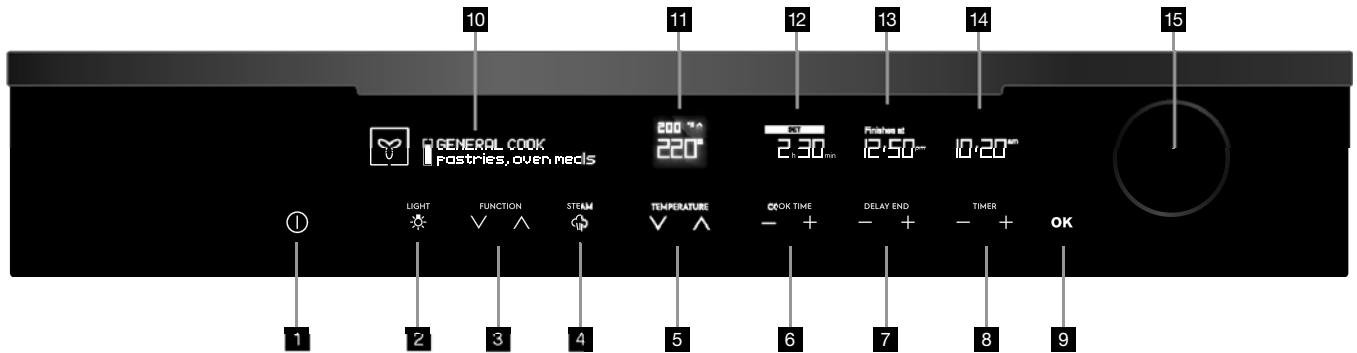 10 11 12 13 14 15
200
SET
Finishes at
GENERAL COOK
220°
2 h 30 min
12:50 pm
10:20 am
pastries, oven meals
LIGHT FUNCTION STEAM TEMPERATURE COOK TIME DELAY END TIMER
OK
1 2 3 4 5 6 7 8 9